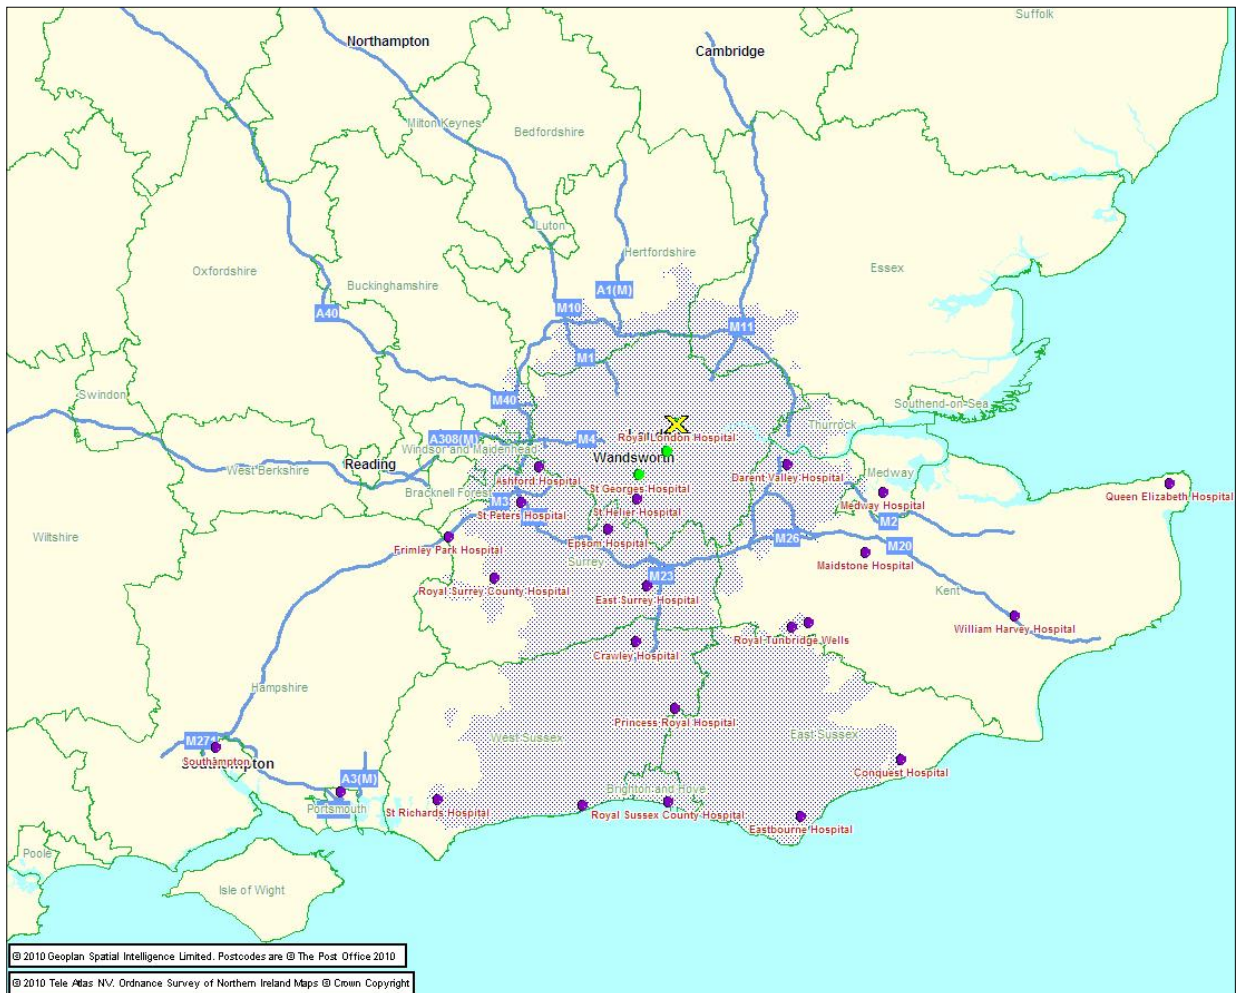 Suffolk
Northampton
Cambridge
Milton Keynes
Bedfordshire
Luton
Hertfordshire
Essex
Oxfordshire
Buckinghamshire
A1(M)
M10
A40
M11
M1
Swindon
M40
Southend-on-Sea
Thurrock
Royal London Hospital
A308(M)
M4
Windsor and Maidenhead
Wandsworth
Reading
West Berkshire
Medway
Ashford Hospital
Darent Valley Hospital
Bracknell Forest
St Georges Hospital
Queen Elizabeth Hospital
M3
Medway Hospital
St Peters Hospital
St Helier Hospital
M2
Wiltshire
Frimley Park Hospital
Epsom Hospital
M26
M20
Surrey
Maidstone Hospital
M23
Royal Surrey County Hospital
Kent
East Surrey Hospital
William Harvey Hospital
Royal Tunbridge Wells
Crawley Hospital
Hampshire
Princess Royal Hospital
West Sussex
East Sussex
M271
Southampton
Southampton
Conquest Hospital
A3(M)
Brighton and Hove
Portsmouth
St Richards Hospital
Royal Sussex County Hospital
Eastbourne Hospital
Poole
Isle of Wight
© 2010 Geoplan Spatial Intelligence Limited. Postcodes are © The Post Office 2010
© 2010 Tele Atlas N.V. Ordnance Survey of Northern Ireland Maps © Crown Copyright